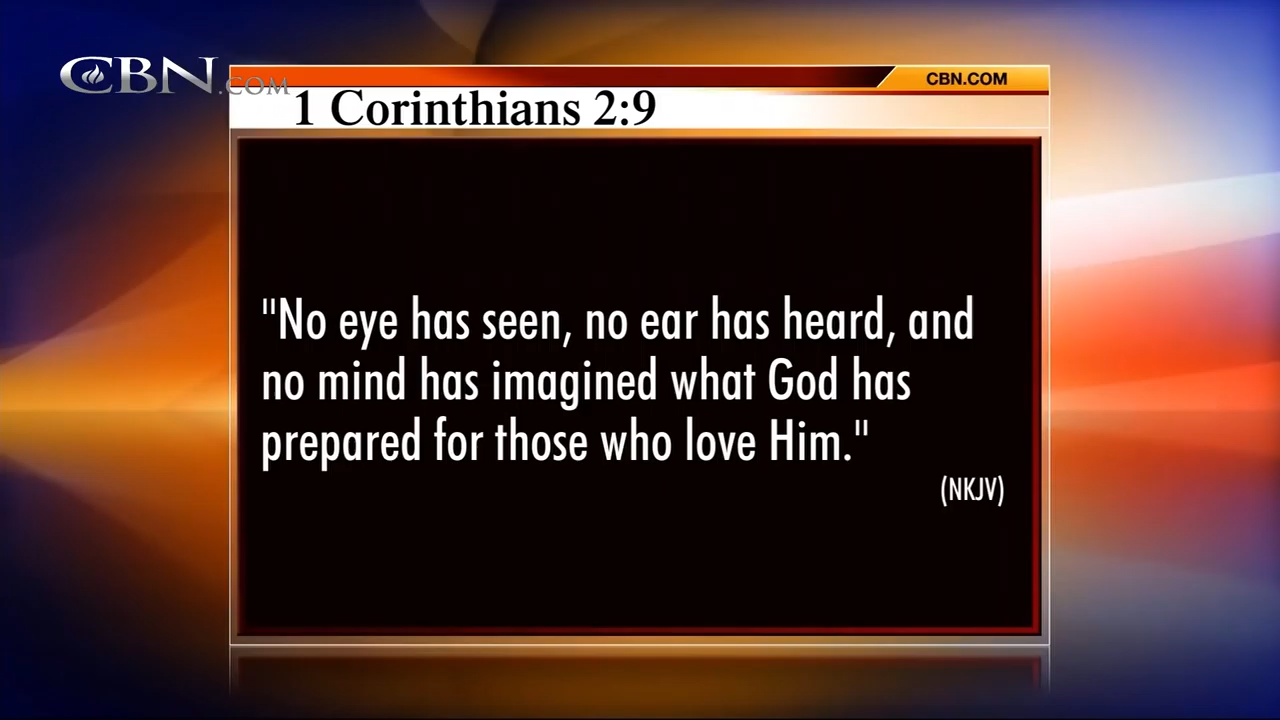 CBN.COM
CBN.COM
1 Corinthians 2:9
"No eye has seen, no ear has heard, and
no mind has imagined what God has
prepared for those who love Him."
(NKJV)